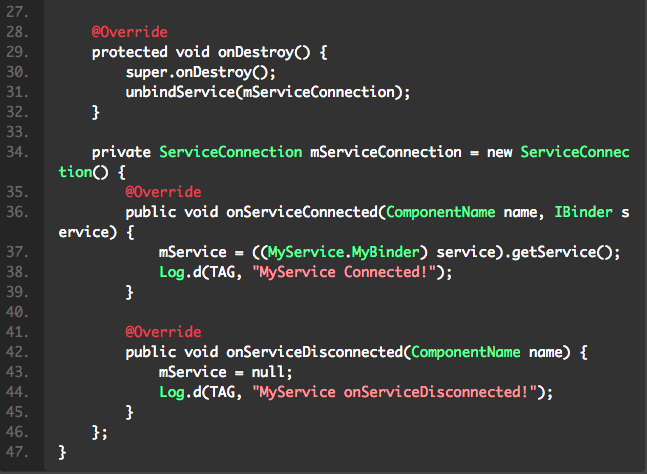 27.
28. @Override
29. protected void onDestroy() {
30. super.onDestroy();
31. unbindService(mServiceConnection);
32. }
33.
34. private ServiceConnection mServiceConnection = new ServiceConnec
tion() {
35. @Override
36. public void onServiceConnected(ComponentName name, IBinder s
ervice) {
37. mService = ((MyService.MyBinder) service).getService();
38. Log.d(TAG, "MyService Connected!");
39. }
40.
41. @Override
42. public void onServiceDisconnected(ComponentName name) {
43. mService = null;
44. Log.d(TAG, "MyService onServiceDisconnected!");
45. }
46. };
47. }